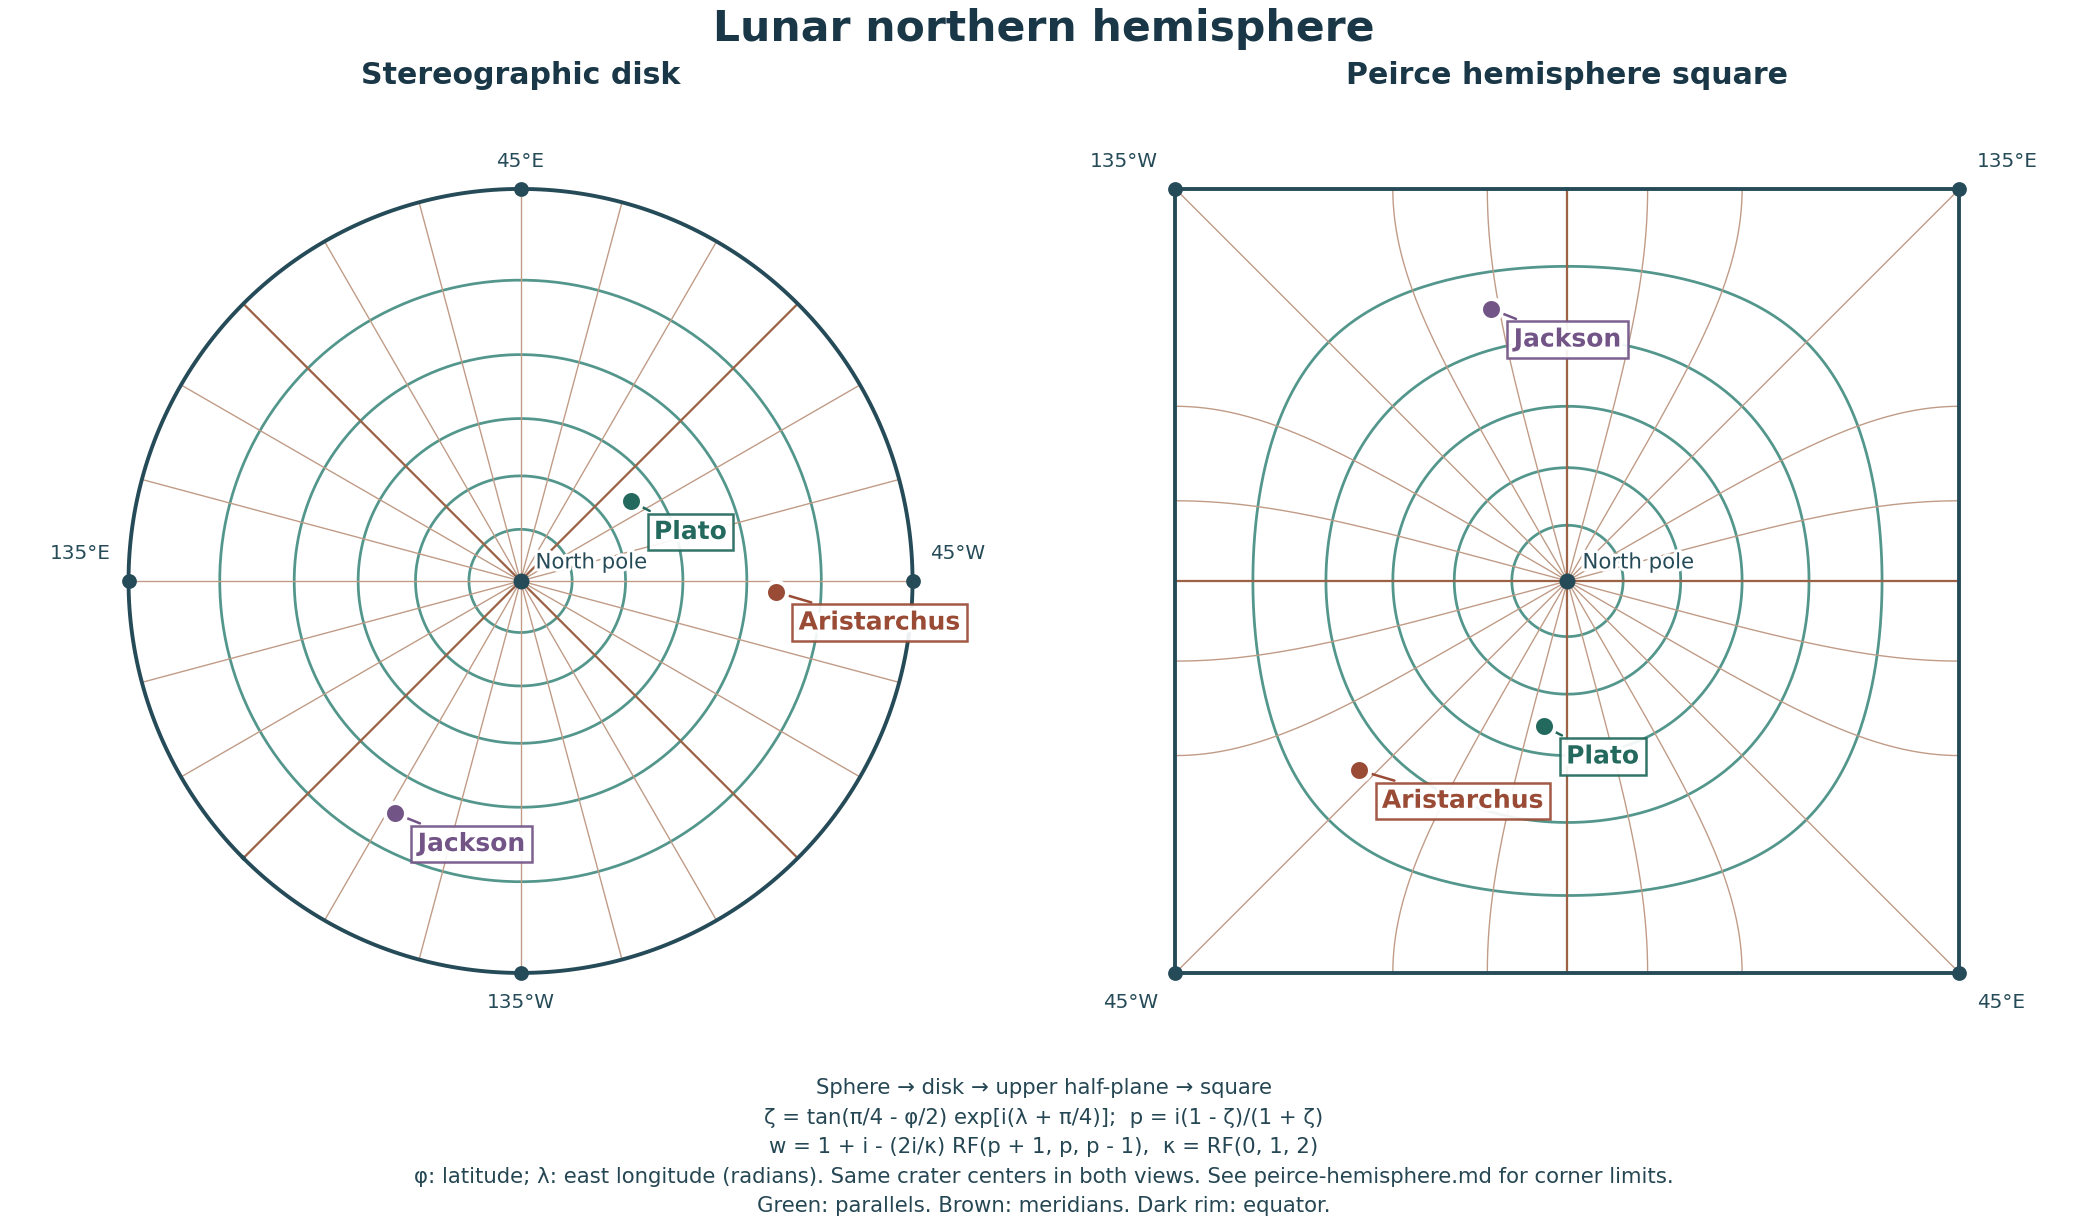 Lunar northern hemisphere
Stereographic disk
Peirce hemisphere square
45°E
135°W
135°E
Jackson
Plato
135°E
45°W
North pole
North pole
Aristarchus
Plato
Aristarchus
Jackson
135°W
45°W
45°E
Sphere → disk → upper half-plane → square
ζ = tan(π/4 - φ/2) exp[i(λ + π/4)];  p = i(1 - ζ)/(1 + ζ)
w = 1 + i - (2i/κ) RF(p + 1, p, p - 1),  κ = RF(0, 1, 2)
φ: latitude; λ: east longitude (radians). Same crater centers in both views. See peirce-hemisphere.md for corner limits.
Green: parallels. Brown: meridians. Dark rim: equator.